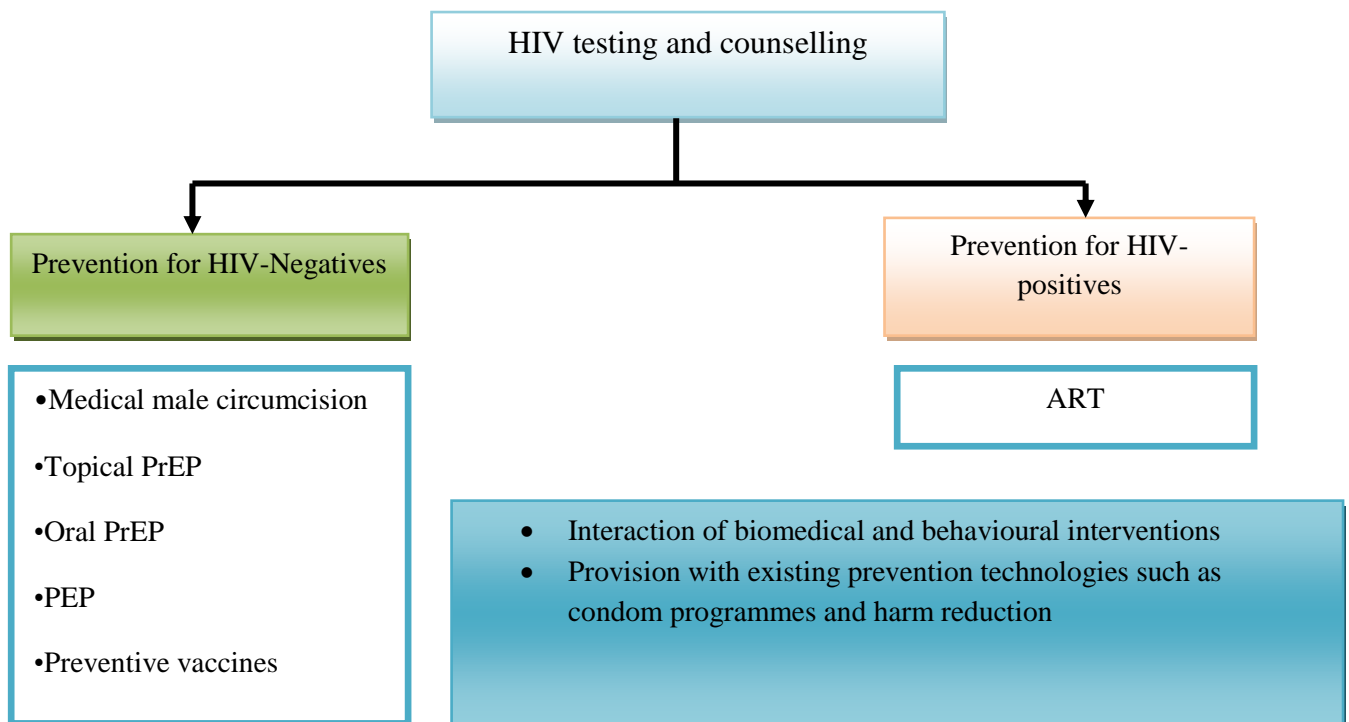 HIV testing and counselling
Prevention for HIV-Negatives
Prevention for HIV-
positives
•Medical male circumcision
•Topical PrEP
•Oral PrEP
•PEP
•Preventive vaccines
ART
• Interaction of biomedical and behavioural interventions
• Provision with existing prevention technologies such as
condom programmes and harm reduction